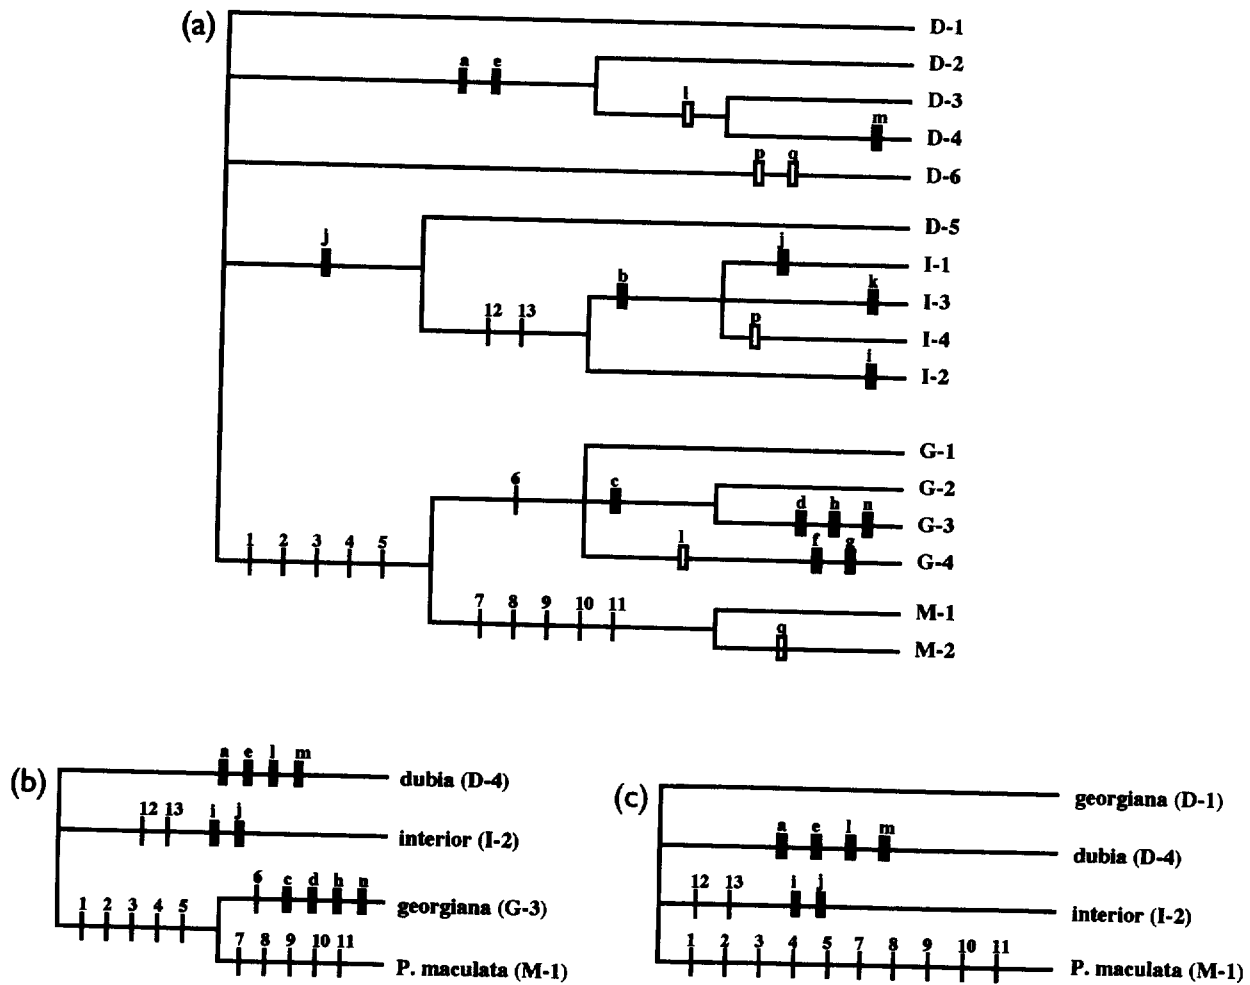 (a)
D-1
a e
D-2
l
D-3
m
D-4
p q
D-6
D-5
j
j
I-1
b
k
I-3
12 13
p
I-4
i
I-2
G-1
6
c
G-2
d h n
G-3
1 2 3 4 5
l
f g
G-4
7 8 9 10 11
M-1
q
M-2
(b)
a e l m
dubia (D-4)
12 13 i j
interior (I-2)
6 c d h n
georgiana (G-3)
1 2 3 4 5
7 8 9 10 11
P. maculata (M-1)
(c)
georgiana (D-1)
a e l m
dubia (D-4)
12 13 i j
interior (I-2)
1 2 3 4 5 7 8 9 10 11
P. maculata (M-1)